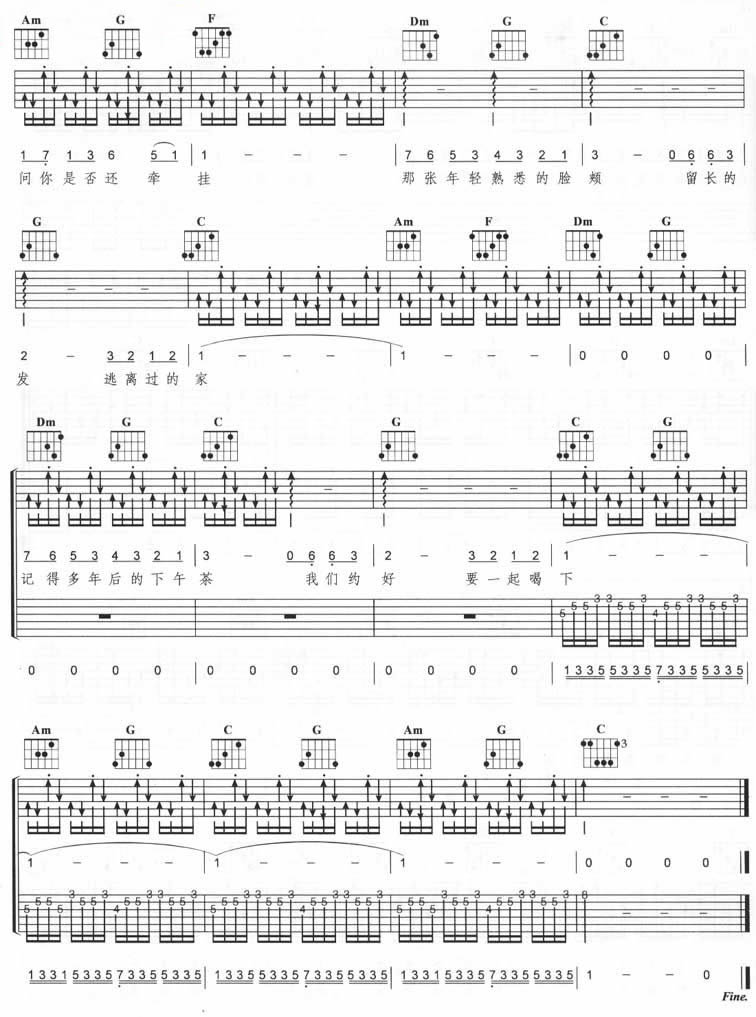 Am G F Dm G C
1 7 1 3 6 5 1 | 1 - - - | 7 6 5 3 4 3 2 1 | 3 - 0 6 6 3
问你是否还牵 挂 那张年轻熟悉的脸 颊 留长的
G C Am F Dm G
2 - 3 2 1 2 | 1 - - - | 1 - - - | 0 0 0 0
发 逃离过的 家
Dm G C G C G
7 6 5 3 4 3 2 1 | 3 - 0 6 6 3 | 2 - 3 2 1 2 | 1 - - -
记得多年后的下午 茶 我们约 好 要一起喝 下
5 5 5 3 3 5 5 3 4 5 5 3 3 5 5 3
0 0 0 0 | 0 0 0 0 | 0 0 0 0 | 1 3 3 5 5 3 3 5 7 3 3 5 5 3 3 5
Am G C G Am G C 3
1 - - - | 1 - - - | 1 - - - | 0 0 0 0
5 5 5 5 3 5 5 3 4 5 5 3 3 5 5 3 5 5 5 3 3 5 5 3 4 5 5 3 3 5 5 3 5 5 5 5 3 5 5 3 4 5 5 3 3 5 5 3 8 - - -
1 3 3 1 5 3 3 5 7 3 3 5 5 3 3 5 | 1 3 3 5 5 3 3 5 7 3 3 5 5 3 3 5 | 1 3 3 1 5 3 3 5 7 3 3 5 5 3 3 5 | 1 - - 0
Fine.